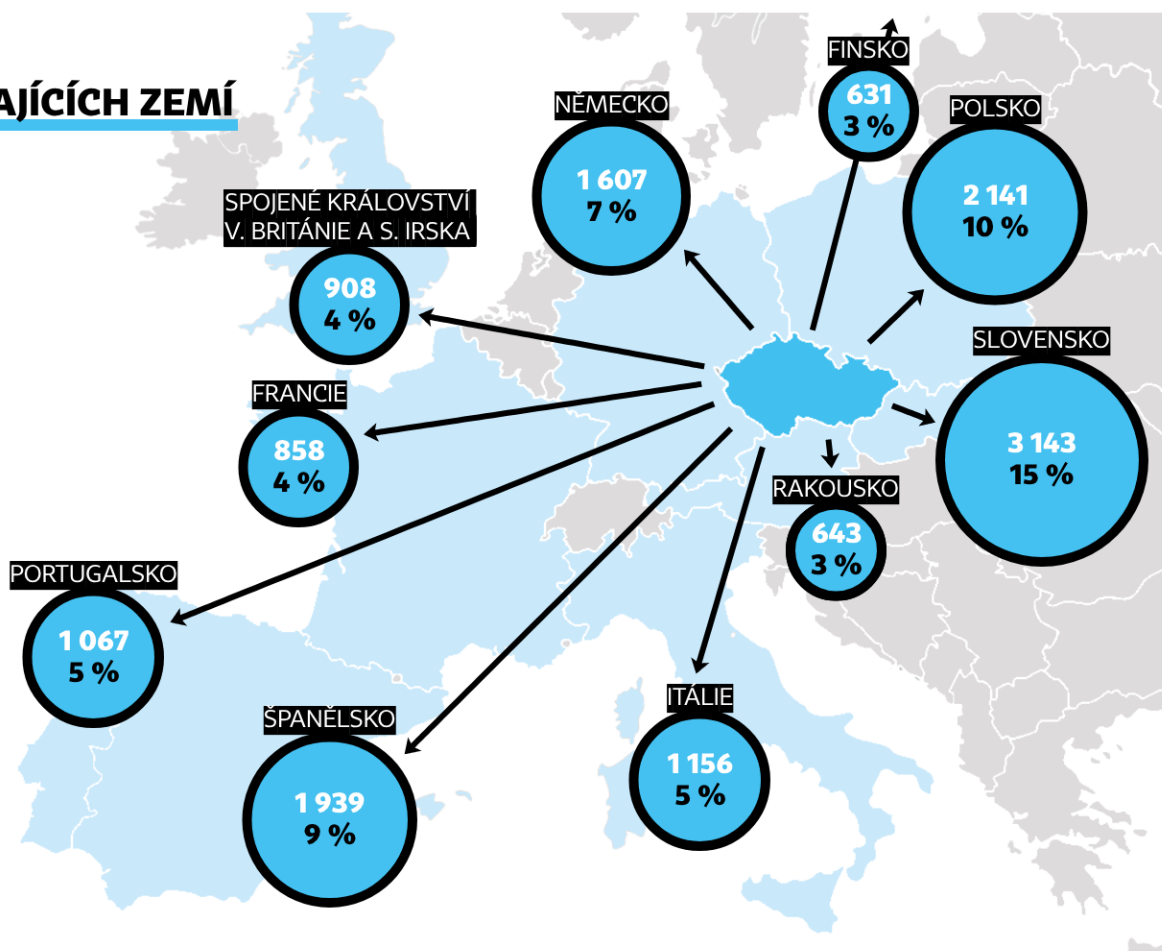 AJÍCÍCH ZEMÍ
FINSKO
631
3 %
NĚMECKO
1 607
7 %
POLSKO
2 141
10 %
SPOJENÉ KRÁLOVSTVÍ
V. BRITÁNIE A S. IRSKA
908
4 %
SLOVENSKO
3 143
15 %
FRANCIE
858
4 %
RAKOUSKO
643
3 %
PORTUGALSKO
1 067
5 %
ITÁLIE
1 156
5 %
ŠPANĚLSKO
1 939
9 %